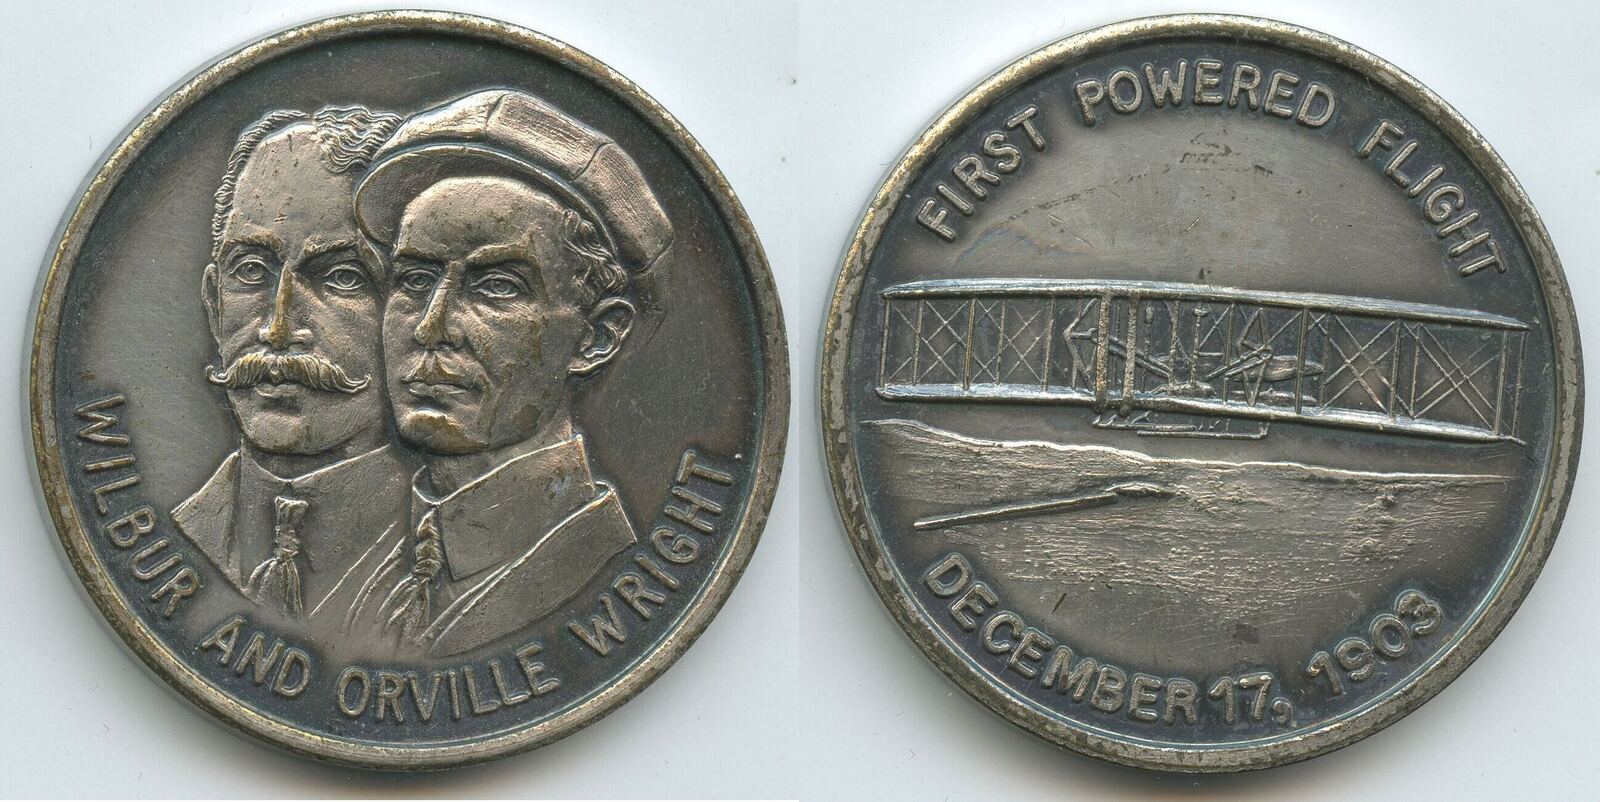 WILBUR AND ORVILLE WRIGHT
FIRST POWERED FLIGHT
DECEMBER 17, 1903